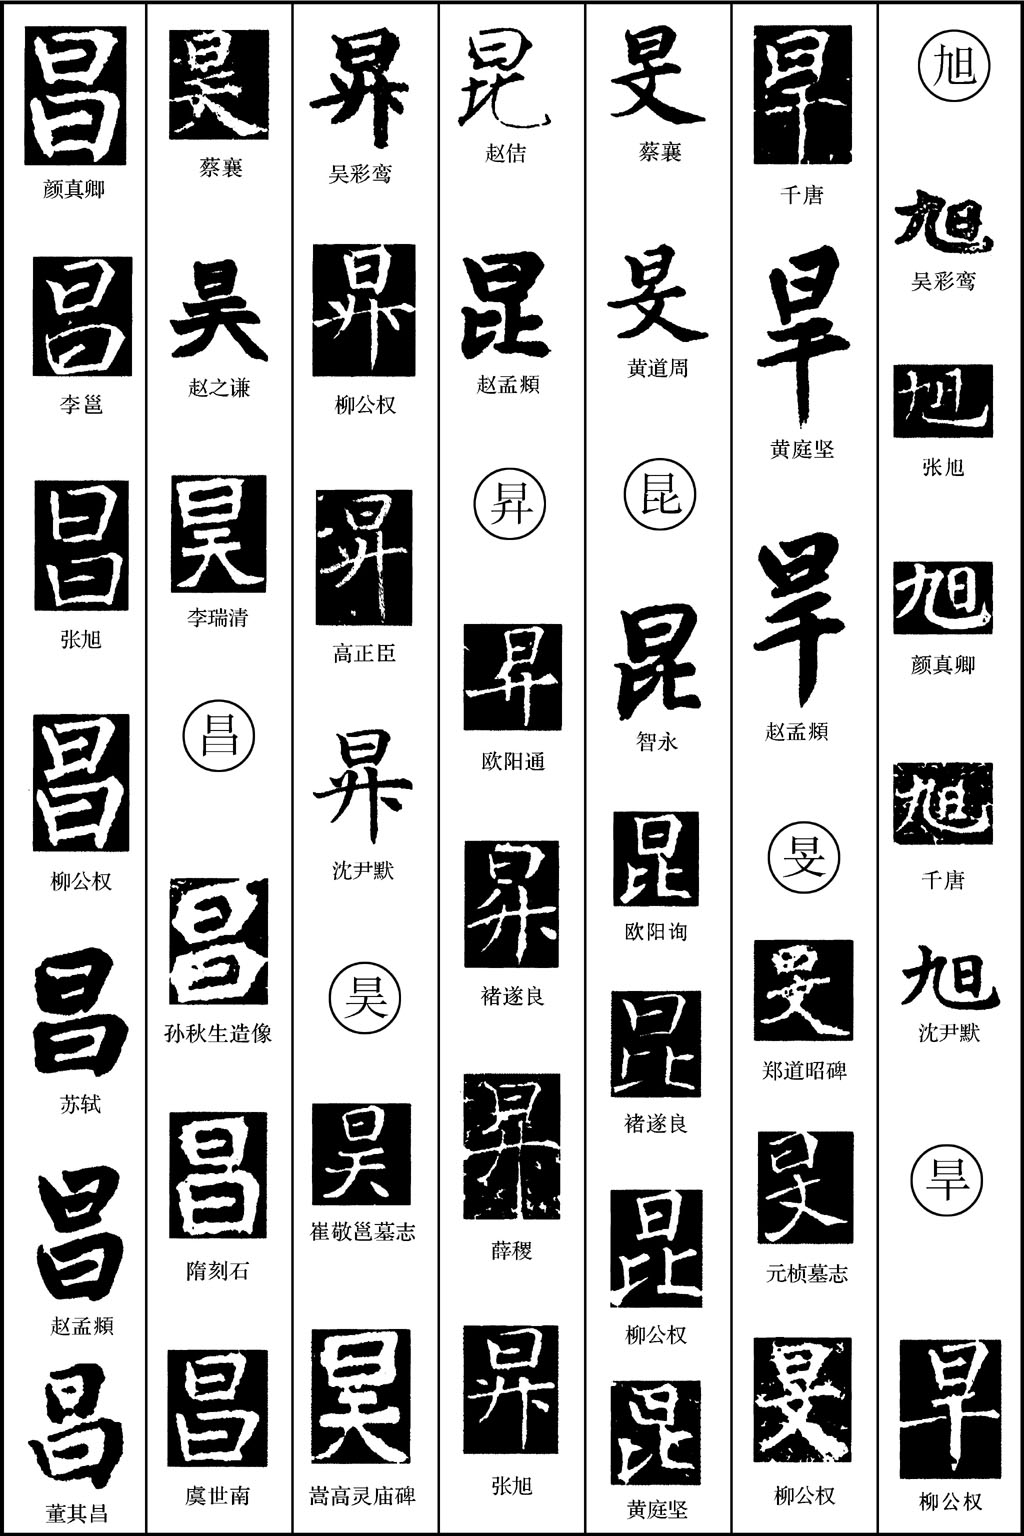 旭
旭
吴彩鸾
旭
张旭
旭
颜真卿
旭
千唐
旭
沈尹默
旱
旱
柳公权
旱
千唐
旱
黄庭坚
旱
赵孟頫
旻
旻
郑道昭碑
旻
元桢墓志
旻
柳公权
旻
蔡襄
旻
黄道周
昆
昆
智永
昆
欧阳询
昆
褚遂良
昆
柳公权
昆
黄庭坚
昆
赵佶
昆
赵孟頫
昇
昇
欧阳通
昇
褚遂良
昇
薛稷
昇
张旭
昇
吴彩鸾
昇
柳公权
昇
高正臣
昇
沈尹默
昊
昊
崔敬邕墓志
昊
嵩高灵庙碑
昊
蔡襄
昊
赵之谦
昊
李瑞清
昌
昌
孙秋生造像
昌
隋刻石
昌
虞世南
昌
颜真卿
昌
李邕
昌
张旭
昌
柳公权
昌
苏轼
昌
赵孟頫
昌
董其昌